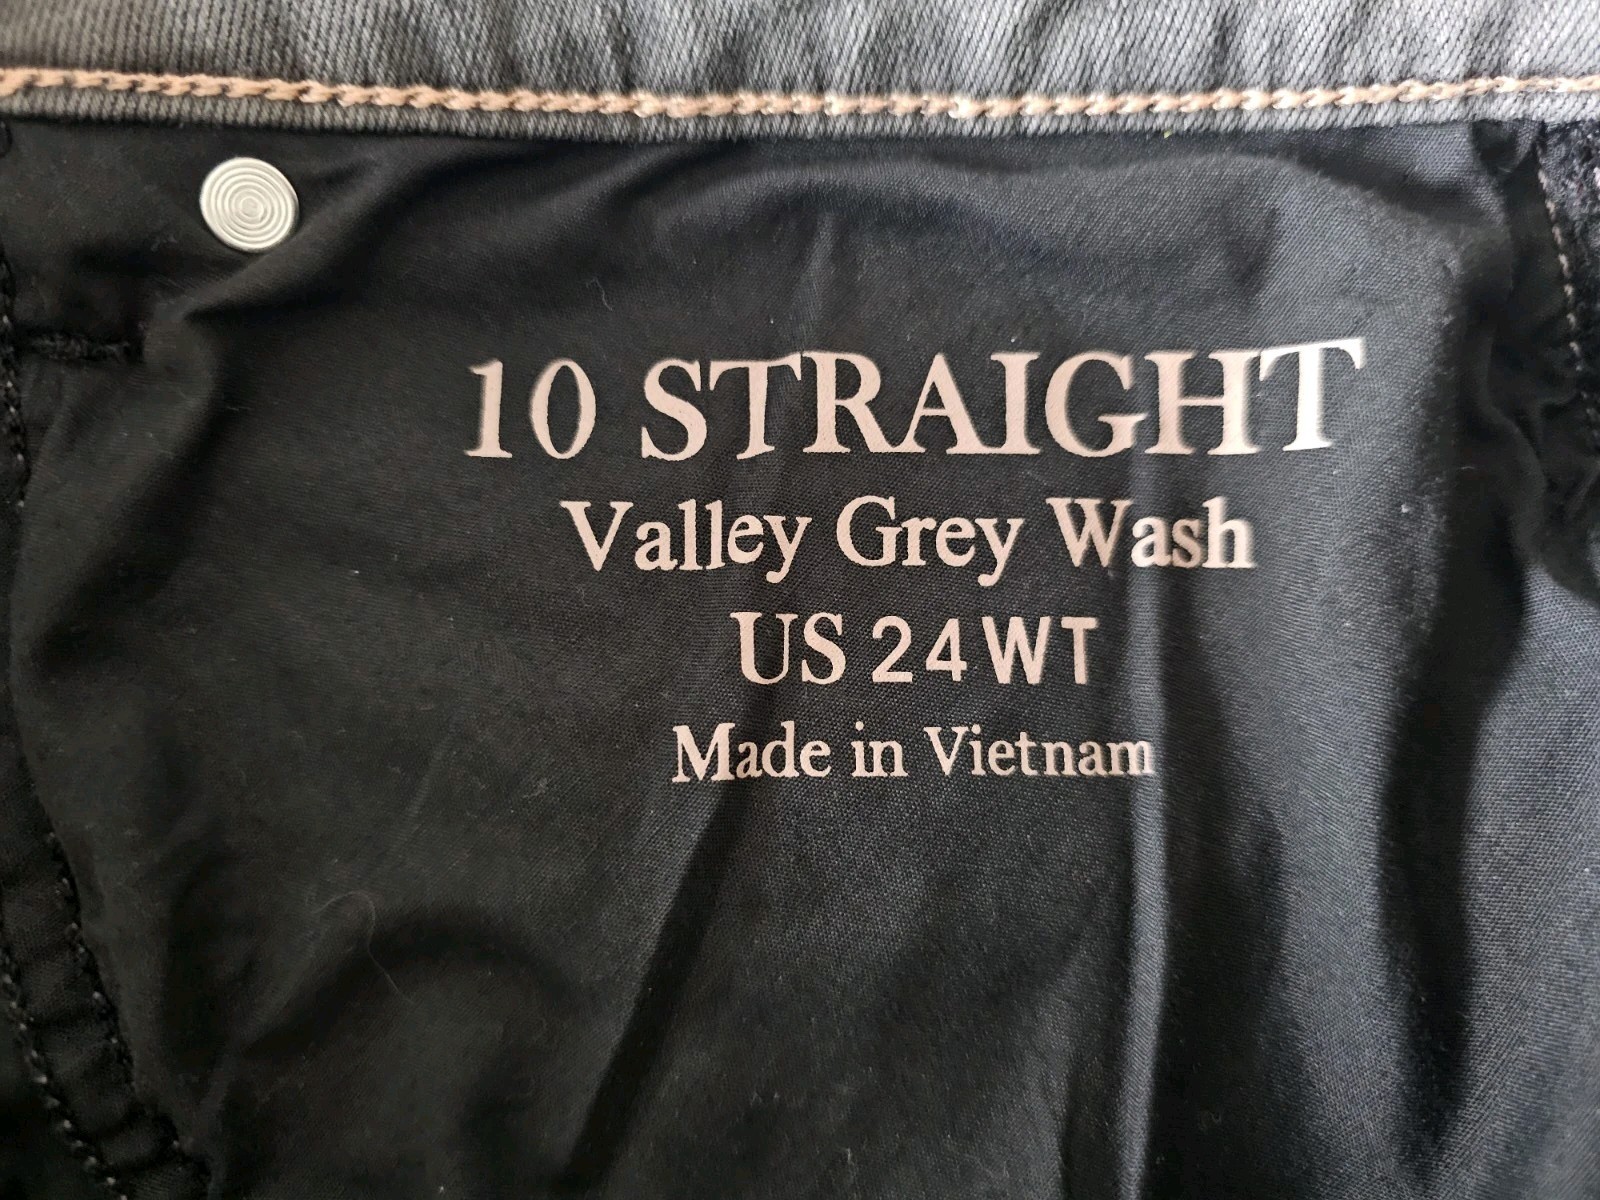 10 STRAIGHT
Valley Grey Wash
US 24WT
Made in Vietnam